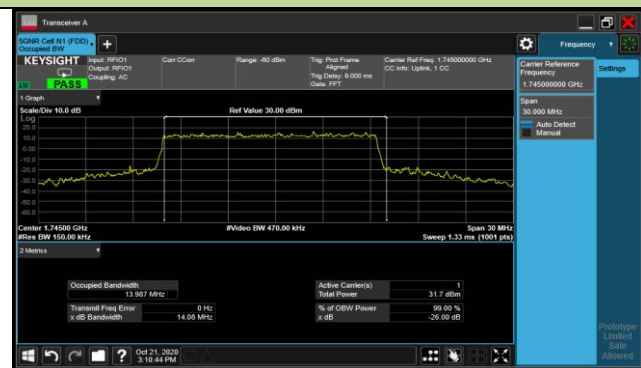 Transceiver A
5GNR Cell N1 (FDD)
Occupied BW
+
Frequency
KEYSIGHT
Input: RFIO1
Output: RFIO1
Coupling: AC
Corr CCorr
Range: -60 dBm
Trig: Prot Frame
Aligned
Trig Delay: 9.000 ms
Gate: FFT
Carrier Ref Freq: 1.745000000 GHz
CC Info: Uplink, 1 CC
LV
PASS
Carrier Reference
Frequency
1.745000000 GHz
Settings
Span
30.000 MHz
Auto Detect
Manual
1 Graph
Scale/Div 10.0 dB
Ref Value 30.00 dBm
Log
20.0
10.0
0.00
-10.0
-20.0
-30.0
-40.0
-50.0
-60.0
Center 1.74500 GHz
#Video BW 470.00 kHz
Span 30 MHz
#Res BW 150.00 kHz
Sweep 1.33 ms (1001 pts)
2 Metrics
Occupied Bandwidth
13.987 MHz
Active Carrier(s)
1
Total Power
31.7 dBm
Transmit Freq Error
0 Hz
% of OBW Power
99.00 %
x dB Bandwidth
14.08 MHz
x dB
-26.00 dB
Prototype
Limited
Sale
Allowed
?
Oct 21, 2020
3:10:44 PM